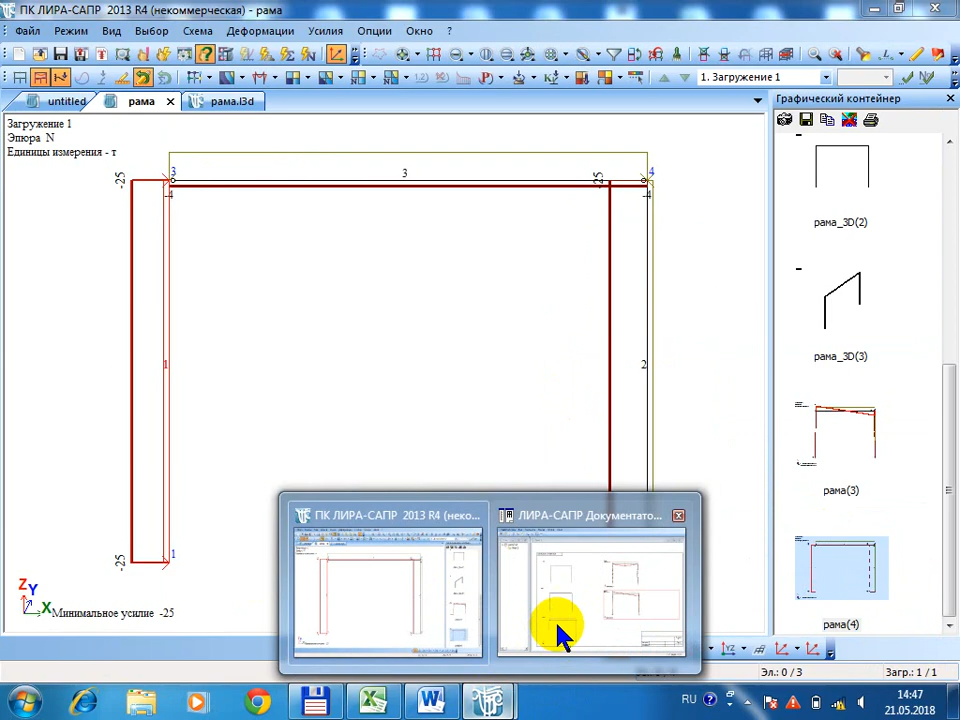 ПК ЛИРА-САПР 2013 R4 (некоммерческая) - рама
Файл Режим Вид Выбор Схема Деформации Усилия Опции Окно ?
1. Загружение 1
untitled рама рама.l3d
Графический контейнер
Загружение 1
Эпюра N
Единицы измерения - т
3
3
4
-25
-25
-4
-4
рама_3D(2)
рама_3D(3)
1
2
рама(3)
ПК ЛИРА-САПР 2013 R4 (неко...
ЛИРА-САПР Документато...
1
-25
Z
Y
X
Минимальное усилие -25
рама(4)
Эл.: 0 / 3
Загр.: 1 / 1
RU
14:47
21.05.2018